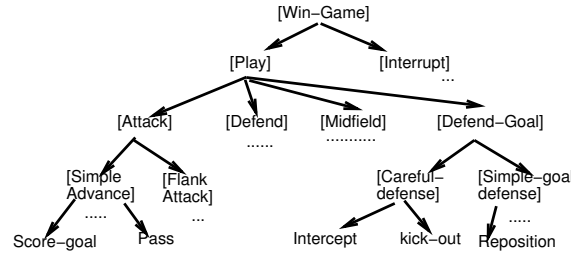 [Win-Game]
[Play] [Interrupt]
...
[Attack] [Defend] [Midfield] [Defend-Goal]
...... ...........
[Simple Advance] [Flank Attack] [Careful-defense] [Simple-goal defense]
..... ... .....
Score-goal Pass Intercept kick-out Reposition